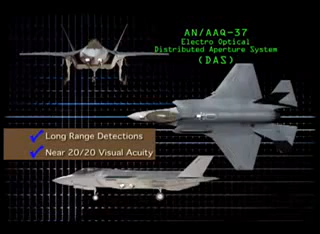 AN/AAQ-37
Electro Optical
Distributed Aperture System
(DAS)
Long Range Detections
Near 20/20 Visual Acuity